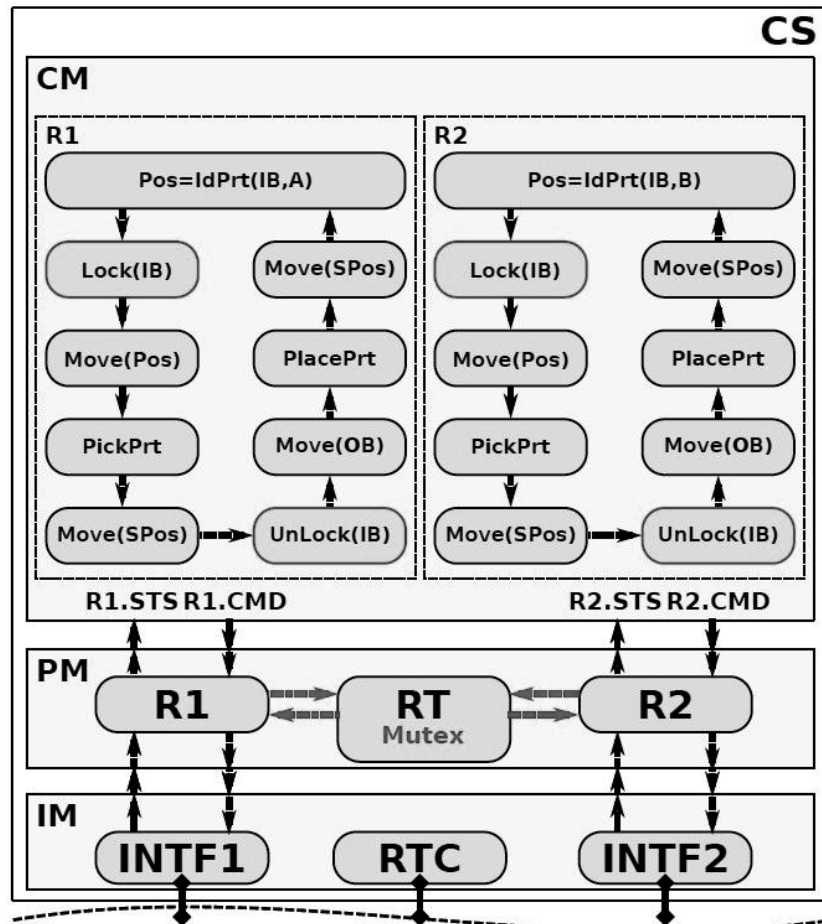 CS
CM
R1
Pos=IdPrt(IB,A)
Lock(IB)
Move(SPos)
Move(Pos)
PlacePrt
PickPrt
Move(OB)
Move(SPos)
UnLock(IB)
R2
Pos=IdPrt(IB,B)
Lock(IB)
Move(SPos)
Move(Pos)
PlacePrt
PickPrt
Move(OB)
Move(SPos)
UnLock(IB)
R1.STS R1.CMD
R2.STS R2.CMD
PM
R1
RT
Mutex
R2
IM
INTF1
RTC
INTF2